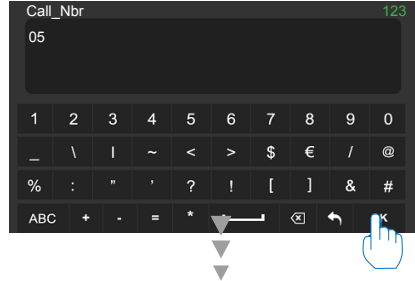 Call_Nbr 123
05
1 2 3 4 5 6 7 8 9 0
_ \ | ~ < > $ € / @
% : " ' ? ! [ ] & #
ABC + - = * K